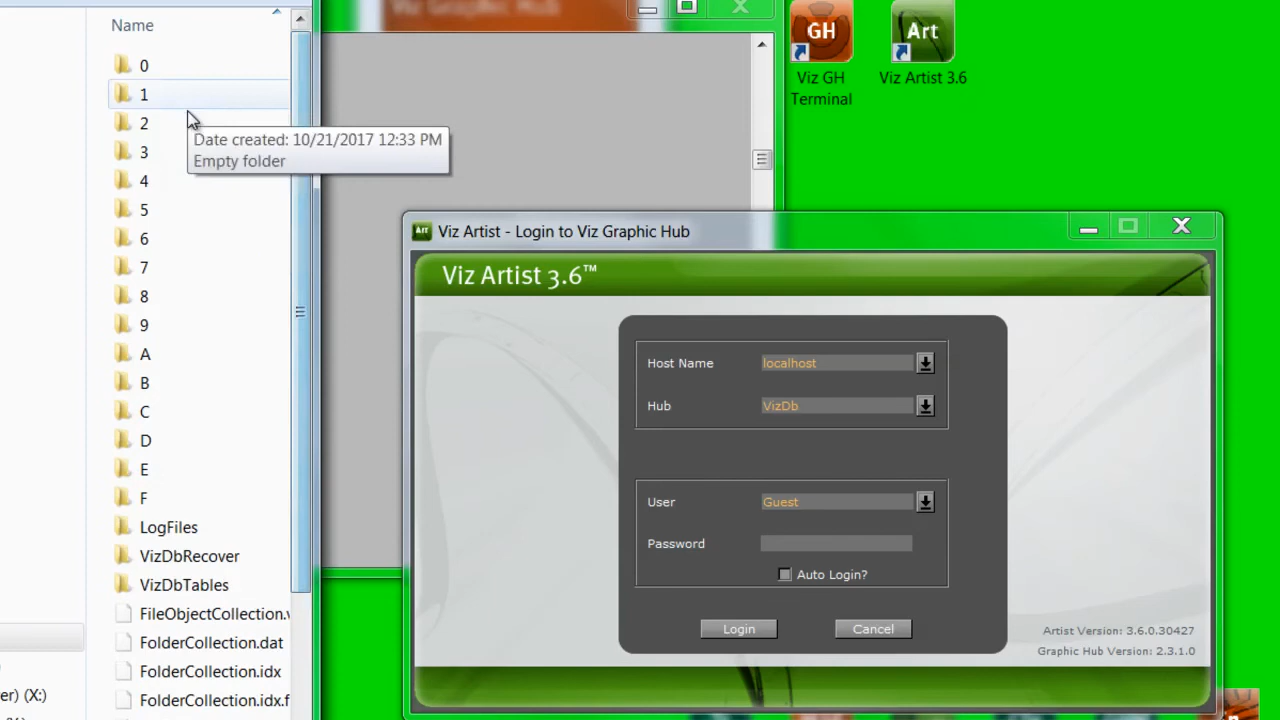 Name
0
1
2
3
4
5
6
7
8
9
A
B
C
D
E
F
LogFiles
VizDbRecover
VizDbTables
FileObjectCollection.
FolderCollection.dat
FolderCollection.idx
FolderCollection.idx.f
er) (X:)
Date created: 10/21/2017 12:33 PM
Empty folder
Viz Graphic Hub
GH
Viz GH
Terminal
Art
Viz Artist 3.6
Art
Viz Artist - Login to Viz Graphic Hub
Viz Artist 3.6™
Host Name localhost
Hub VizDb
User Guest
Password
Auto Login?
Login Cancel
Artist Version: 3.6.0.30427
Graphic Hub Version: 2.3.1.0